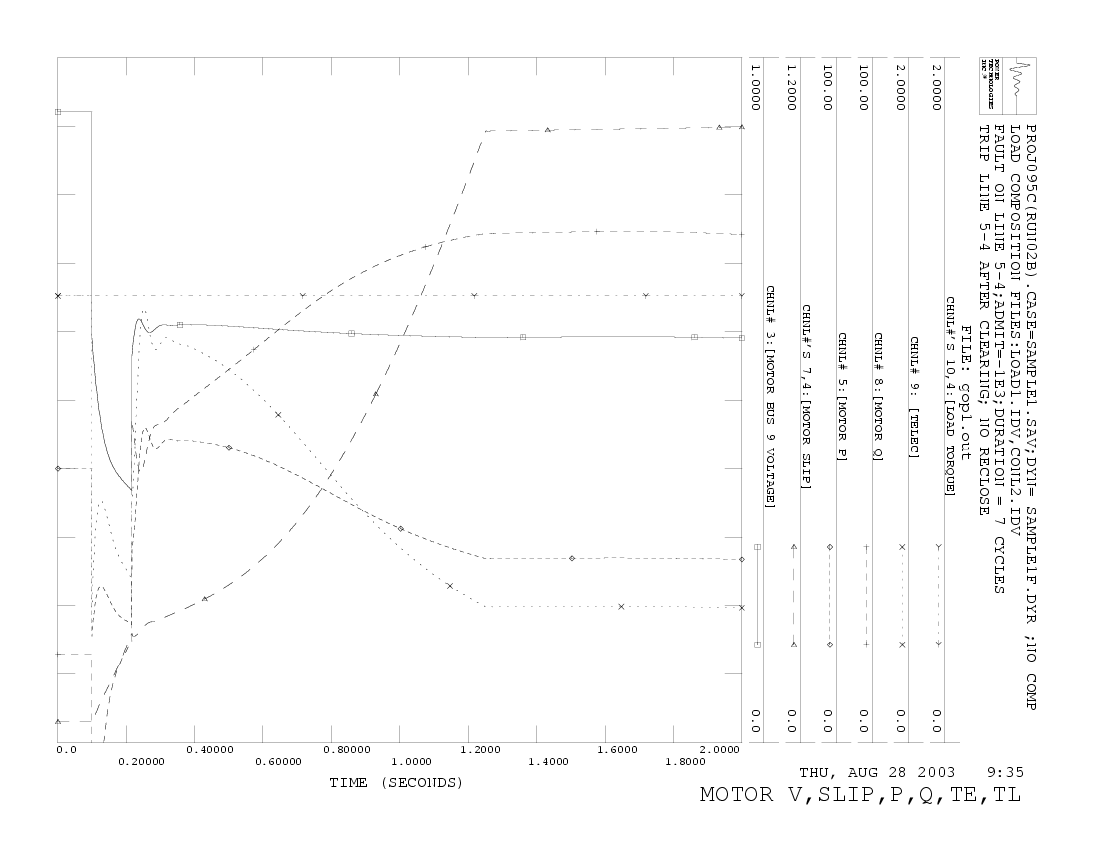 POWER
TECHNOLOGIES
INC.®
PROJ095C(RUN02B).CASE=SAMPLE1.SAV;DYN= SAMPLE1F.DYR ;NO COMP
LOAD COMPOSITION FILES:LOAD1.IDV,CONL2.IDV
FAULT ON LINE 5-4;ADMIT=-1E3;DURATION = 7 CYCLES
TRIP LINE 5-4 AFTER CLEARING; NO RECLOSE
FILE: gop1.out
CHNL#'S 10,4:[LOAD TORQUE]
2.0000 0.0
CHNL# 9: [TELEC]
2.0000 0.0
CHNL# 8:[MOTOR Q]
100.00 0.0
CHNL# 5:[MOTOR P]
100.00 0.0
CHNL#'S 7,4:[MOTOR SLIP]
1.2000 0.0
CHNL# 3:[MOTOR BUS 9 VOLTAGE]
1.0000 0.0
0.0 0.40000 0.80000 1.2000 1.6000 2.0000
0.20000 0.60000 1.0000 1.4000 1.8000
TIME (SECONDS)
THU, AUG 28 2003 9:35
MOTOR V,SLIP,P,Q,TE,TL